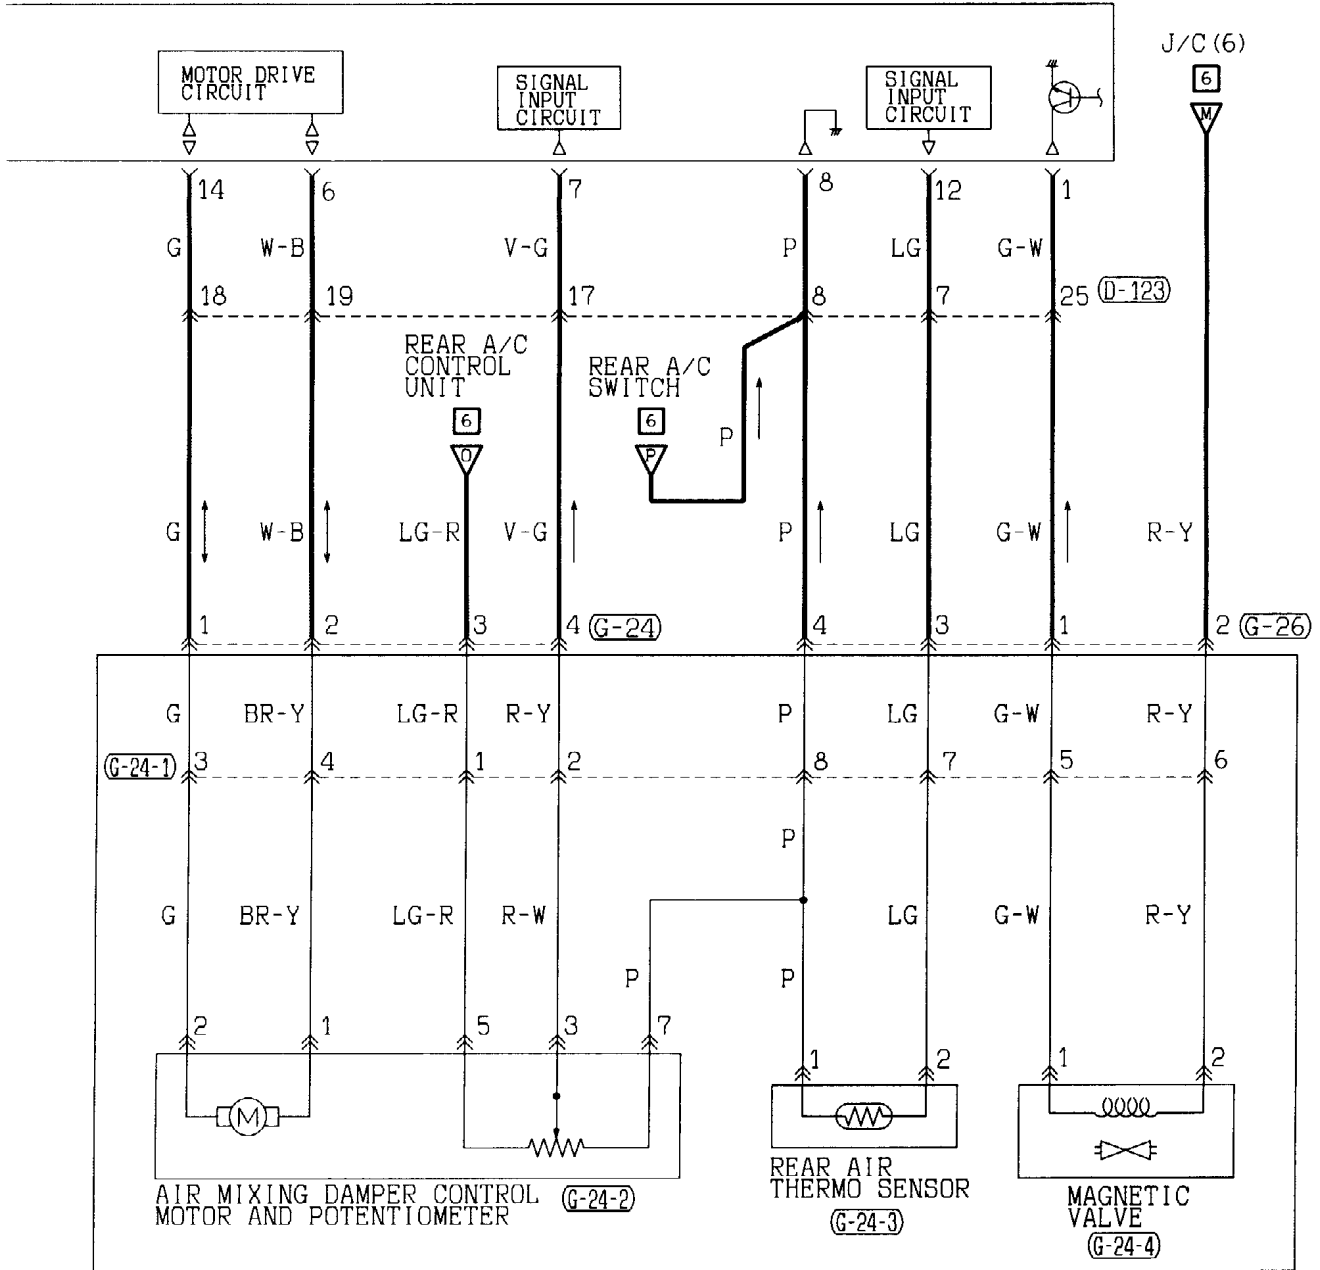 J/C(6)
6
M
MOTOR DRIVE
CIRCUIT
SIGNAL
INPUT
CIRCUIT
SIGNAL
INPUT
CIRCUIT
14 6 7 8 12 1
G W-B V-G P LG G-W
18 19 17 8 7 25 D-123
REAR A/C
CONTROL
UNIT
6
O
REAR A/C
SWITCH
6
P
P
G W-B LG-R V-G P LG G-W R-Y
1 2 3 4 G-24 4 3 1 2 G-26
G BR-Y LG-R R-Y P LG G-W R-Y
G-24-1 3 4 1 2 8 7 5 6
P
G BR-Y LG-R R-W LG G-W R-Y
P P
2 1 5 3 7
1 2 1 2
M
AIR MIXING DAMPER CONTROL
MOTOR AND POTENTIOMETER
G-24-2
REAR AIR
THERMO SENSOR
G-24-3
MAGNETIC
VALVE
G-24-4